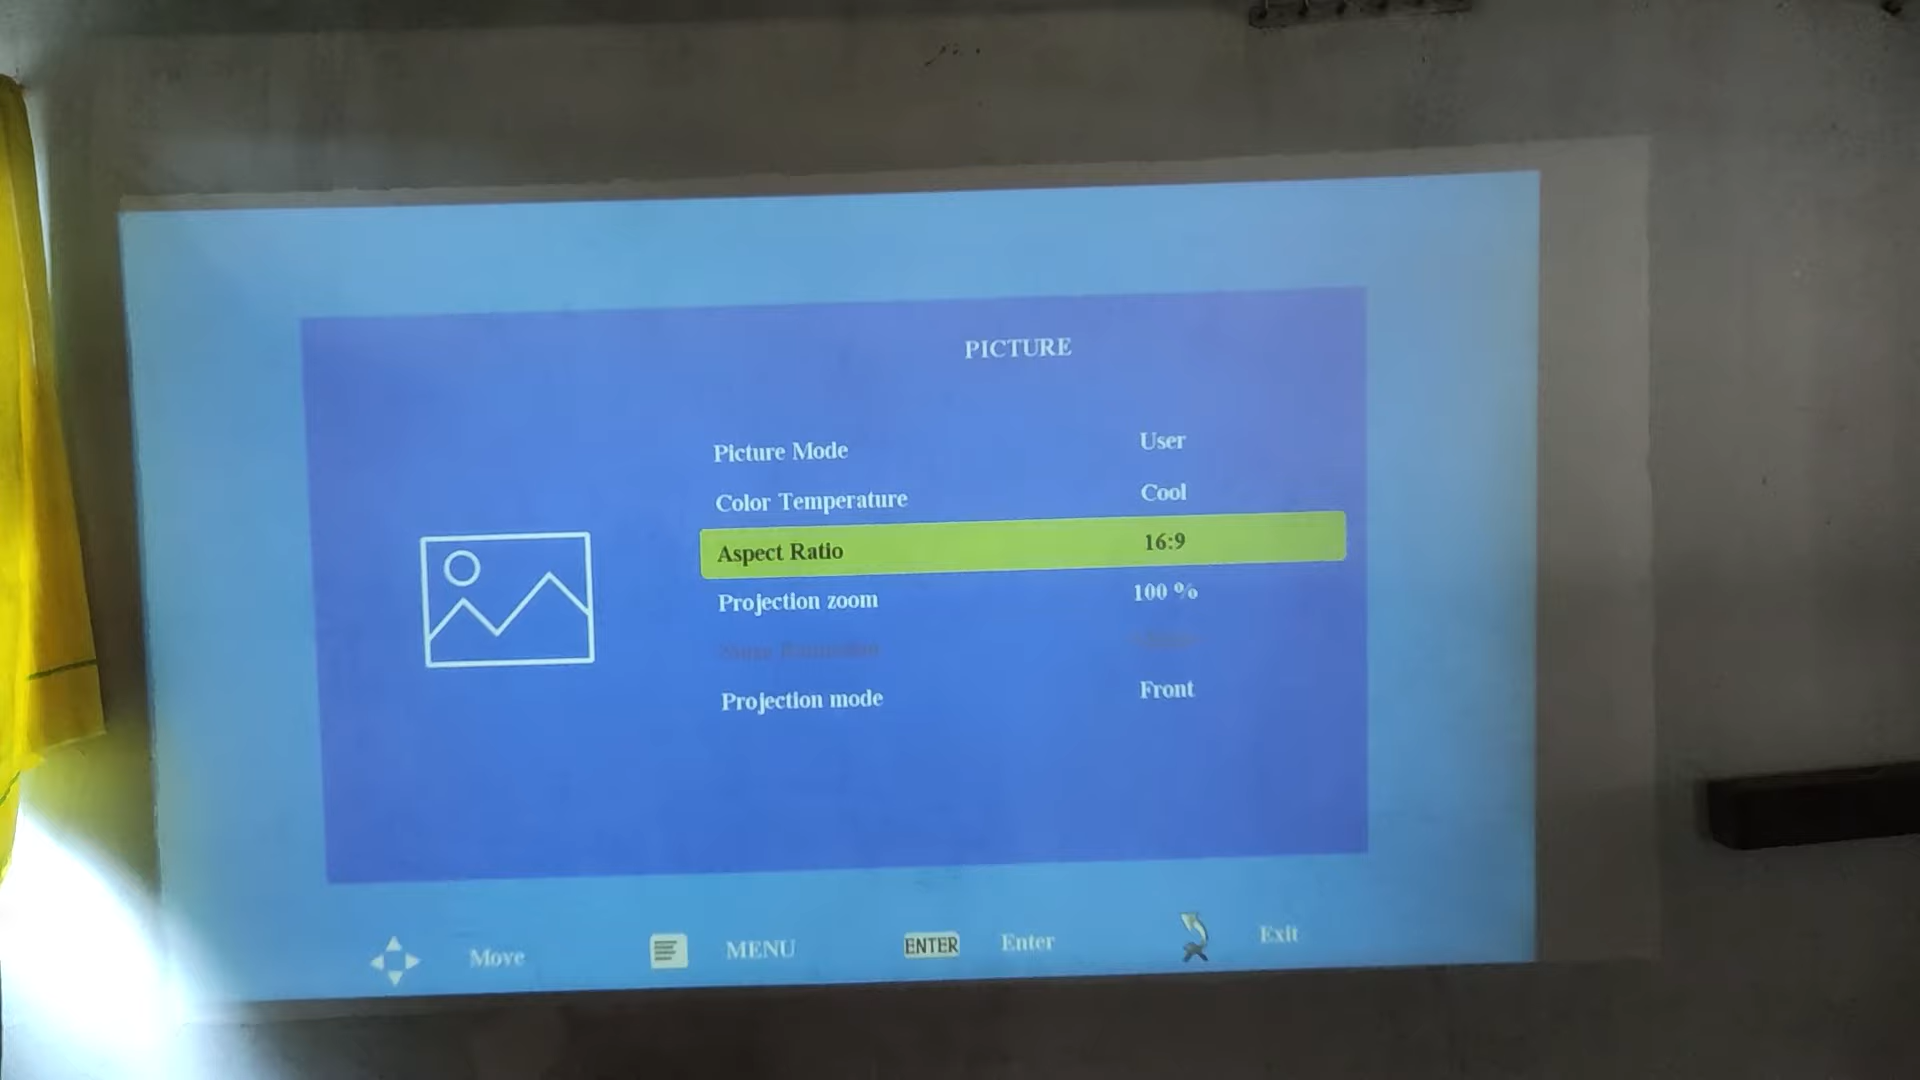 PICTURE
Picture Mode User
Color Temperature Cool
Aspect Ratio 16:9
Projection zoom 100 %
Projection mode Front
Move MENU ENTER Enter Exit